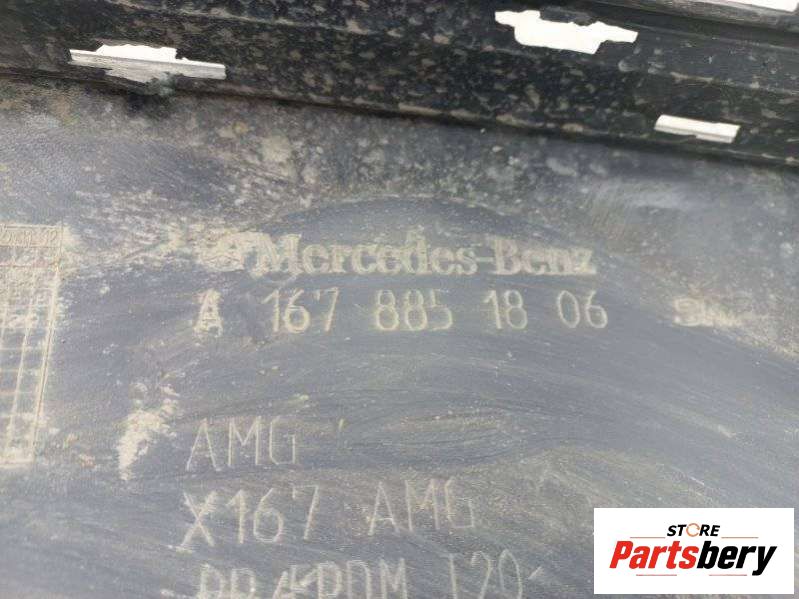 Mercedes-Benz
A 167 885 18 06
AMG
X167 AMG
STORE
Partsbery